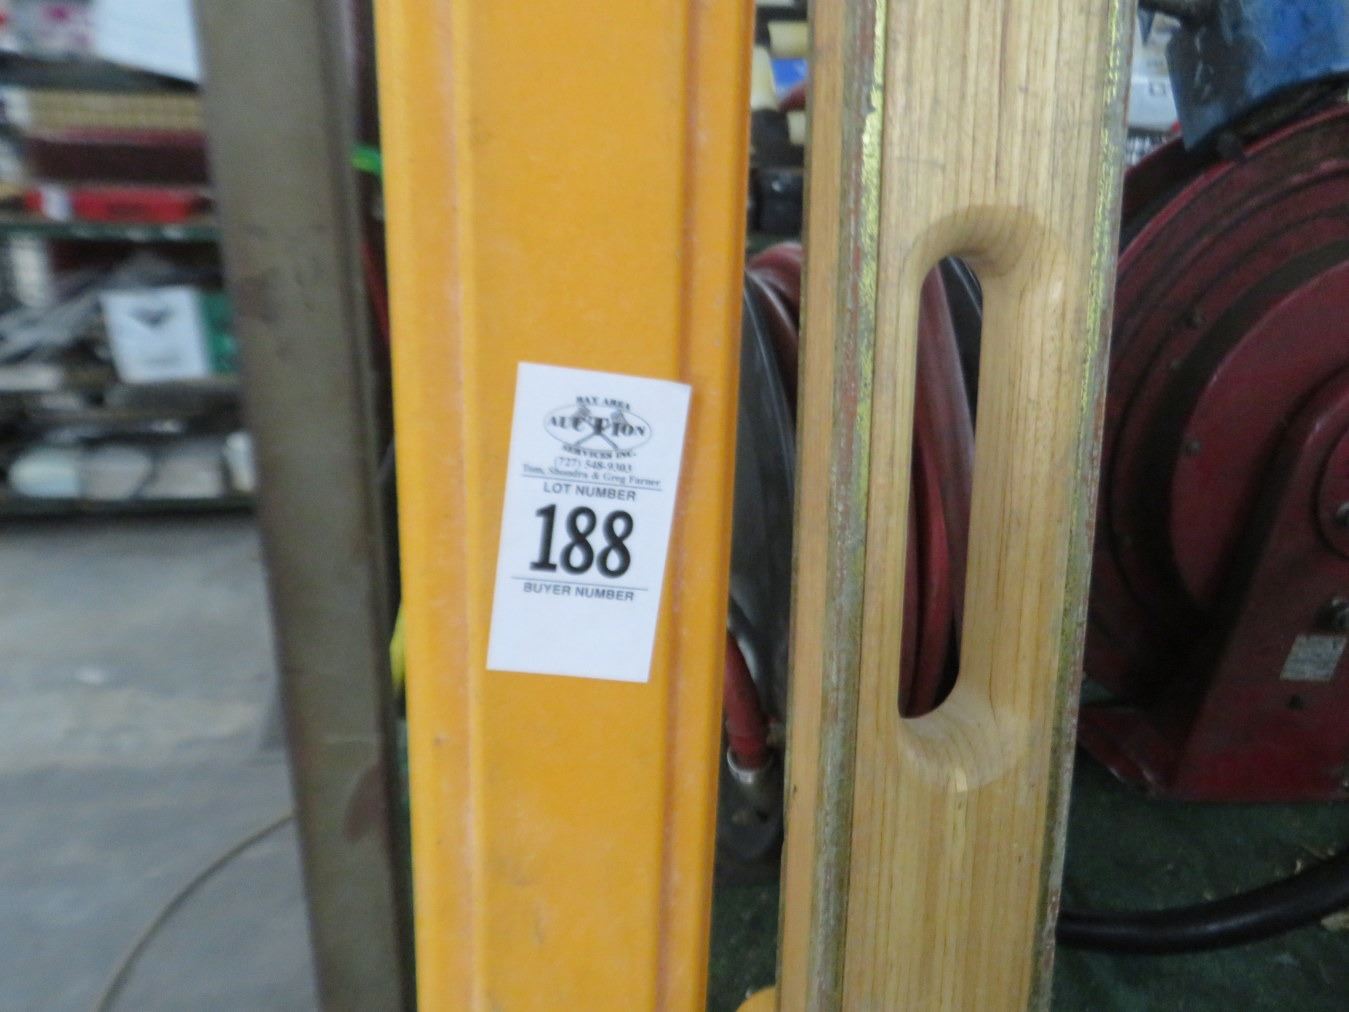 BAY AREA
AUCTION
SERVICES INC.
(727) 548-9303
Tom, Shondra & Greg Farner
LOT NUMBER
188
BUYER NUMBER